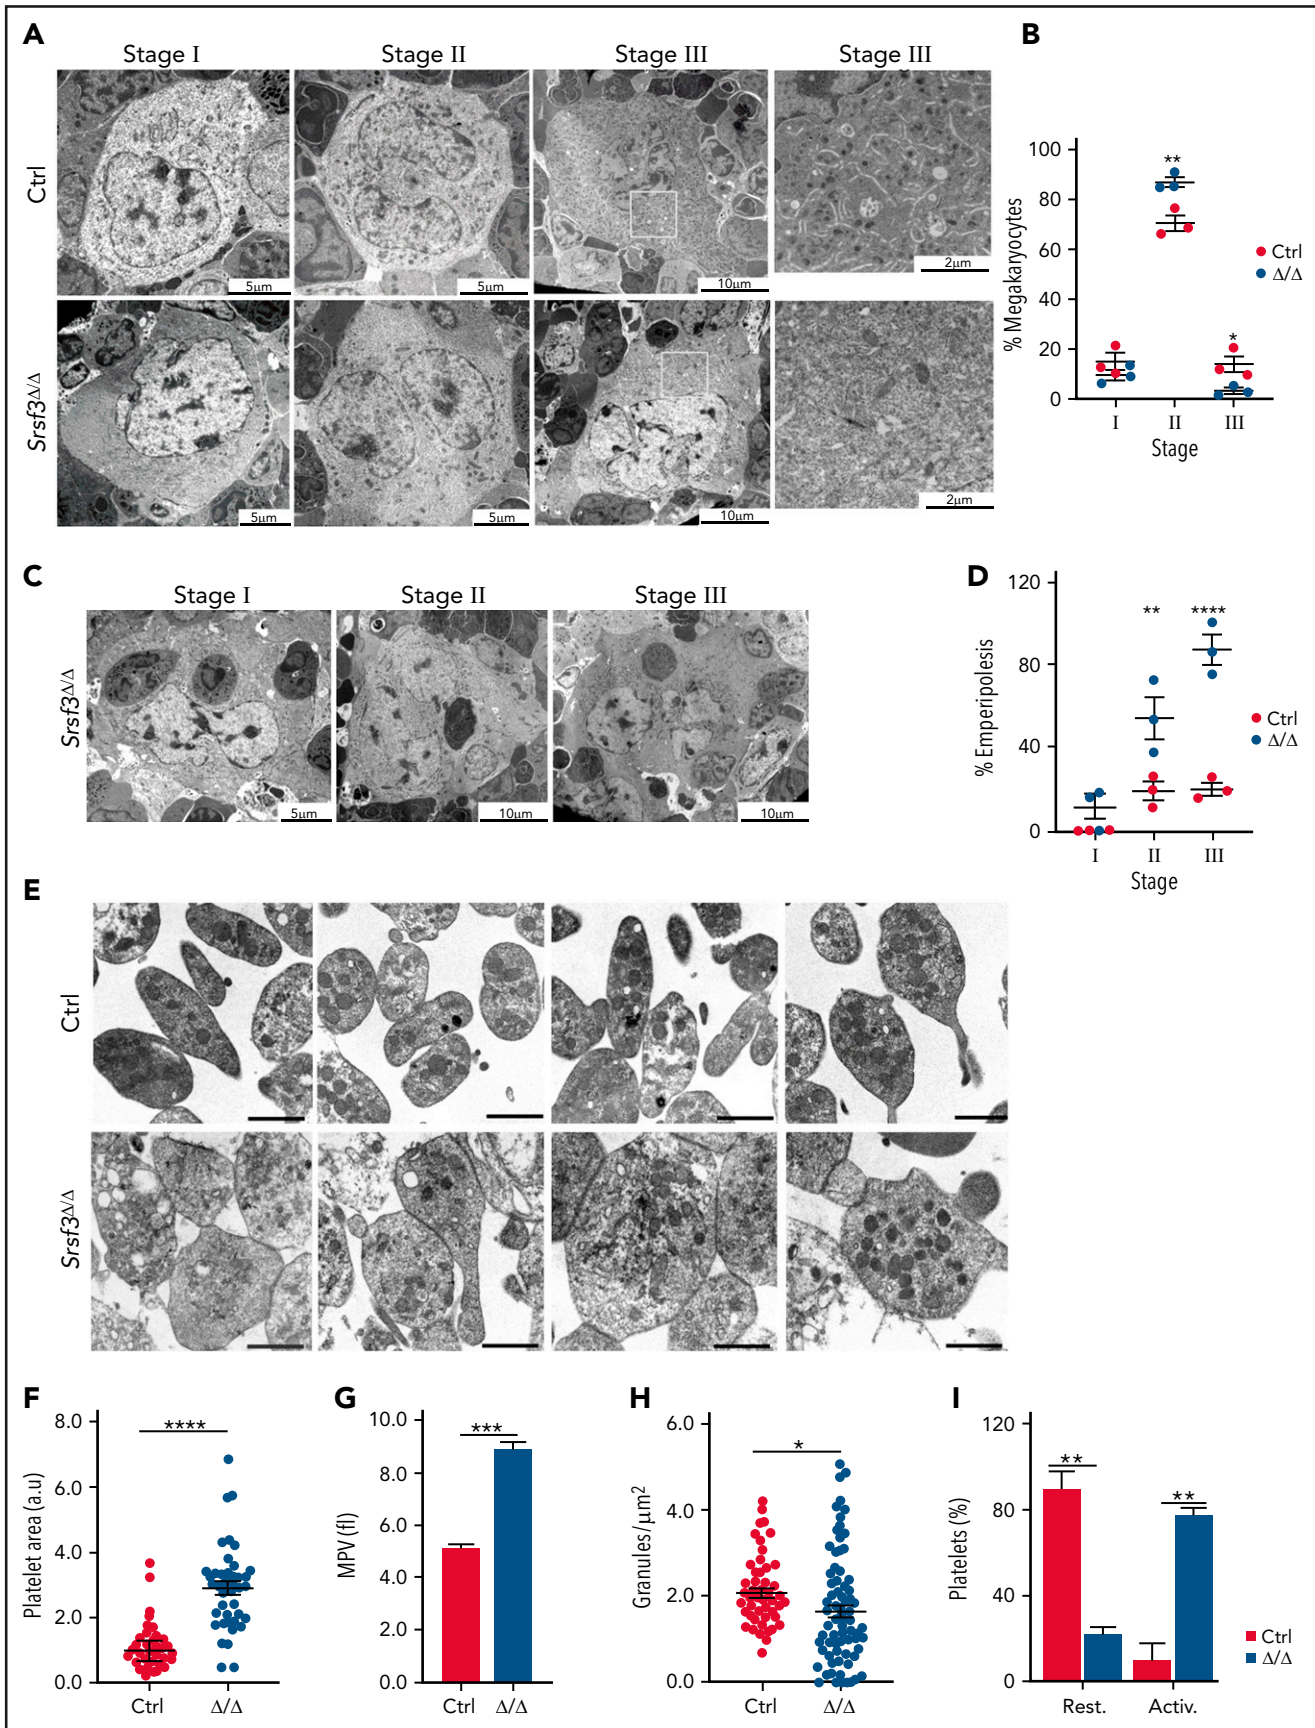 A
Stage I
Stage II
Stage III
Stage III
Ctrl
5μm
5μm
10μm
2μm
Srsf3Δ/Δ
5μm
5μm
10μm
2μm
B
% Megakaryocytes
100
80
60
40
20
0
**
*
I
II
III
Stage
Ctrl
Δ/Δ
C
Stage I
Stage II
Stage III
Srsf3Δ/Δ
5μm
10μm
10μm
D
% Emperipolesis
120
80
40
0
**
****
I
II
III
Stage
Ctrl
Δ/Δ
E
Ctrl
Srsf3Δ/Δ
F
Platelet area (a.u)
8.0
6.0
4.0
2.0
0.0
****
Ctrl
Δ/Δ
G
MPV (fl)
10.0
8.0
6.0
4.0
2.0
0.0
***
Ctrl
Δ/Δ
H
Granules/μm²
6.0
4.0
2.0
0.0
*
Ctrl
Δ/Δ
I
Platelets (%)
120
80
40
0
**
**
Rest.
Activ.
Ctrl
Δ/Δ